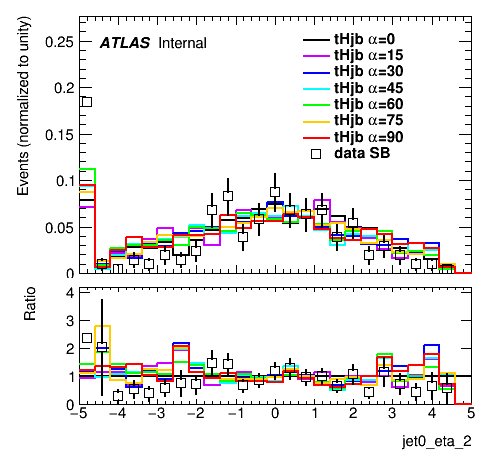 ATLAS Internal
tHjb α=0
tHjb α=15
tHjb α=30
tHjb α=45
tHjb α=60
tHjb α=75
tHjb α=90
data SB
Events (normalized to unity)
0.25
0.2
0.15
0.1
0.05
0
Ratio
4
3
2
1
0
−5 −4 −3 −2 −1 0 1 2 3 4 5
jet0_eta_2